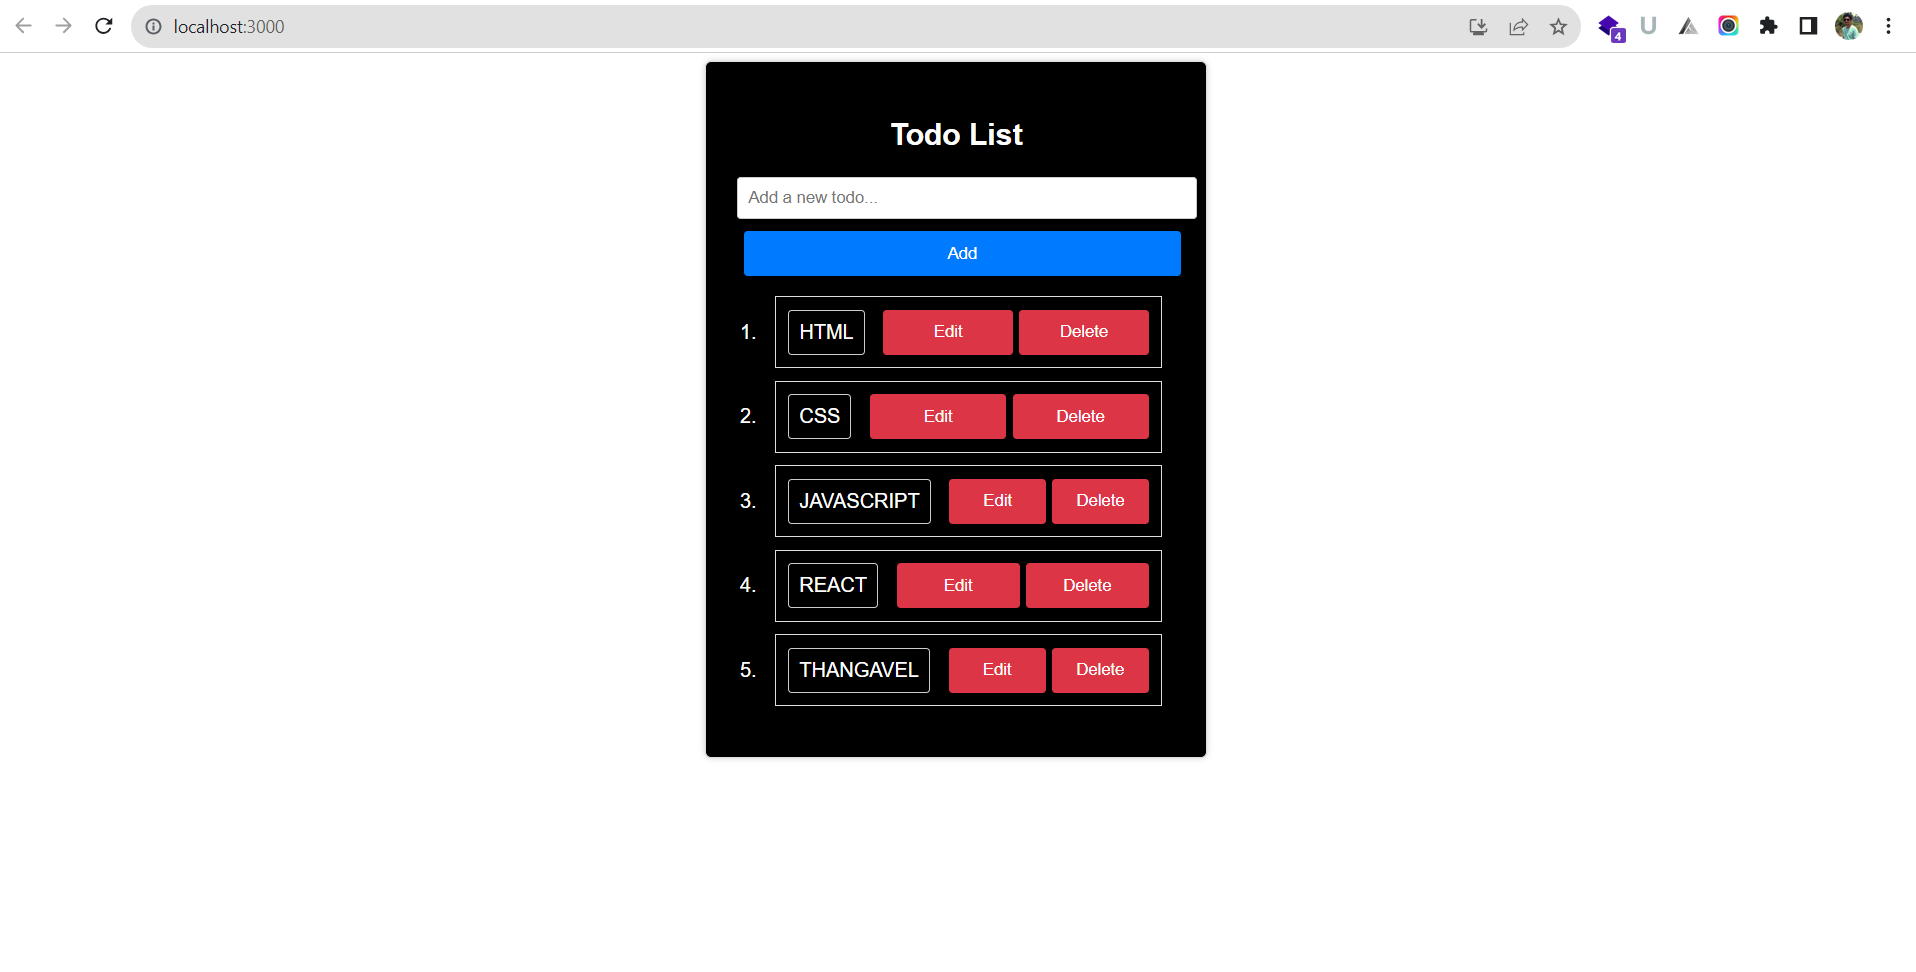 localhost:3000
4
U
Todo List
Add a new todo...
Add
1. HTML Edit Delete
2. CSS Edit Delete
3. JAVASCRIPT Edit Delete
4. REACT Edit Delete
5. THANGAVEL Edit Delete